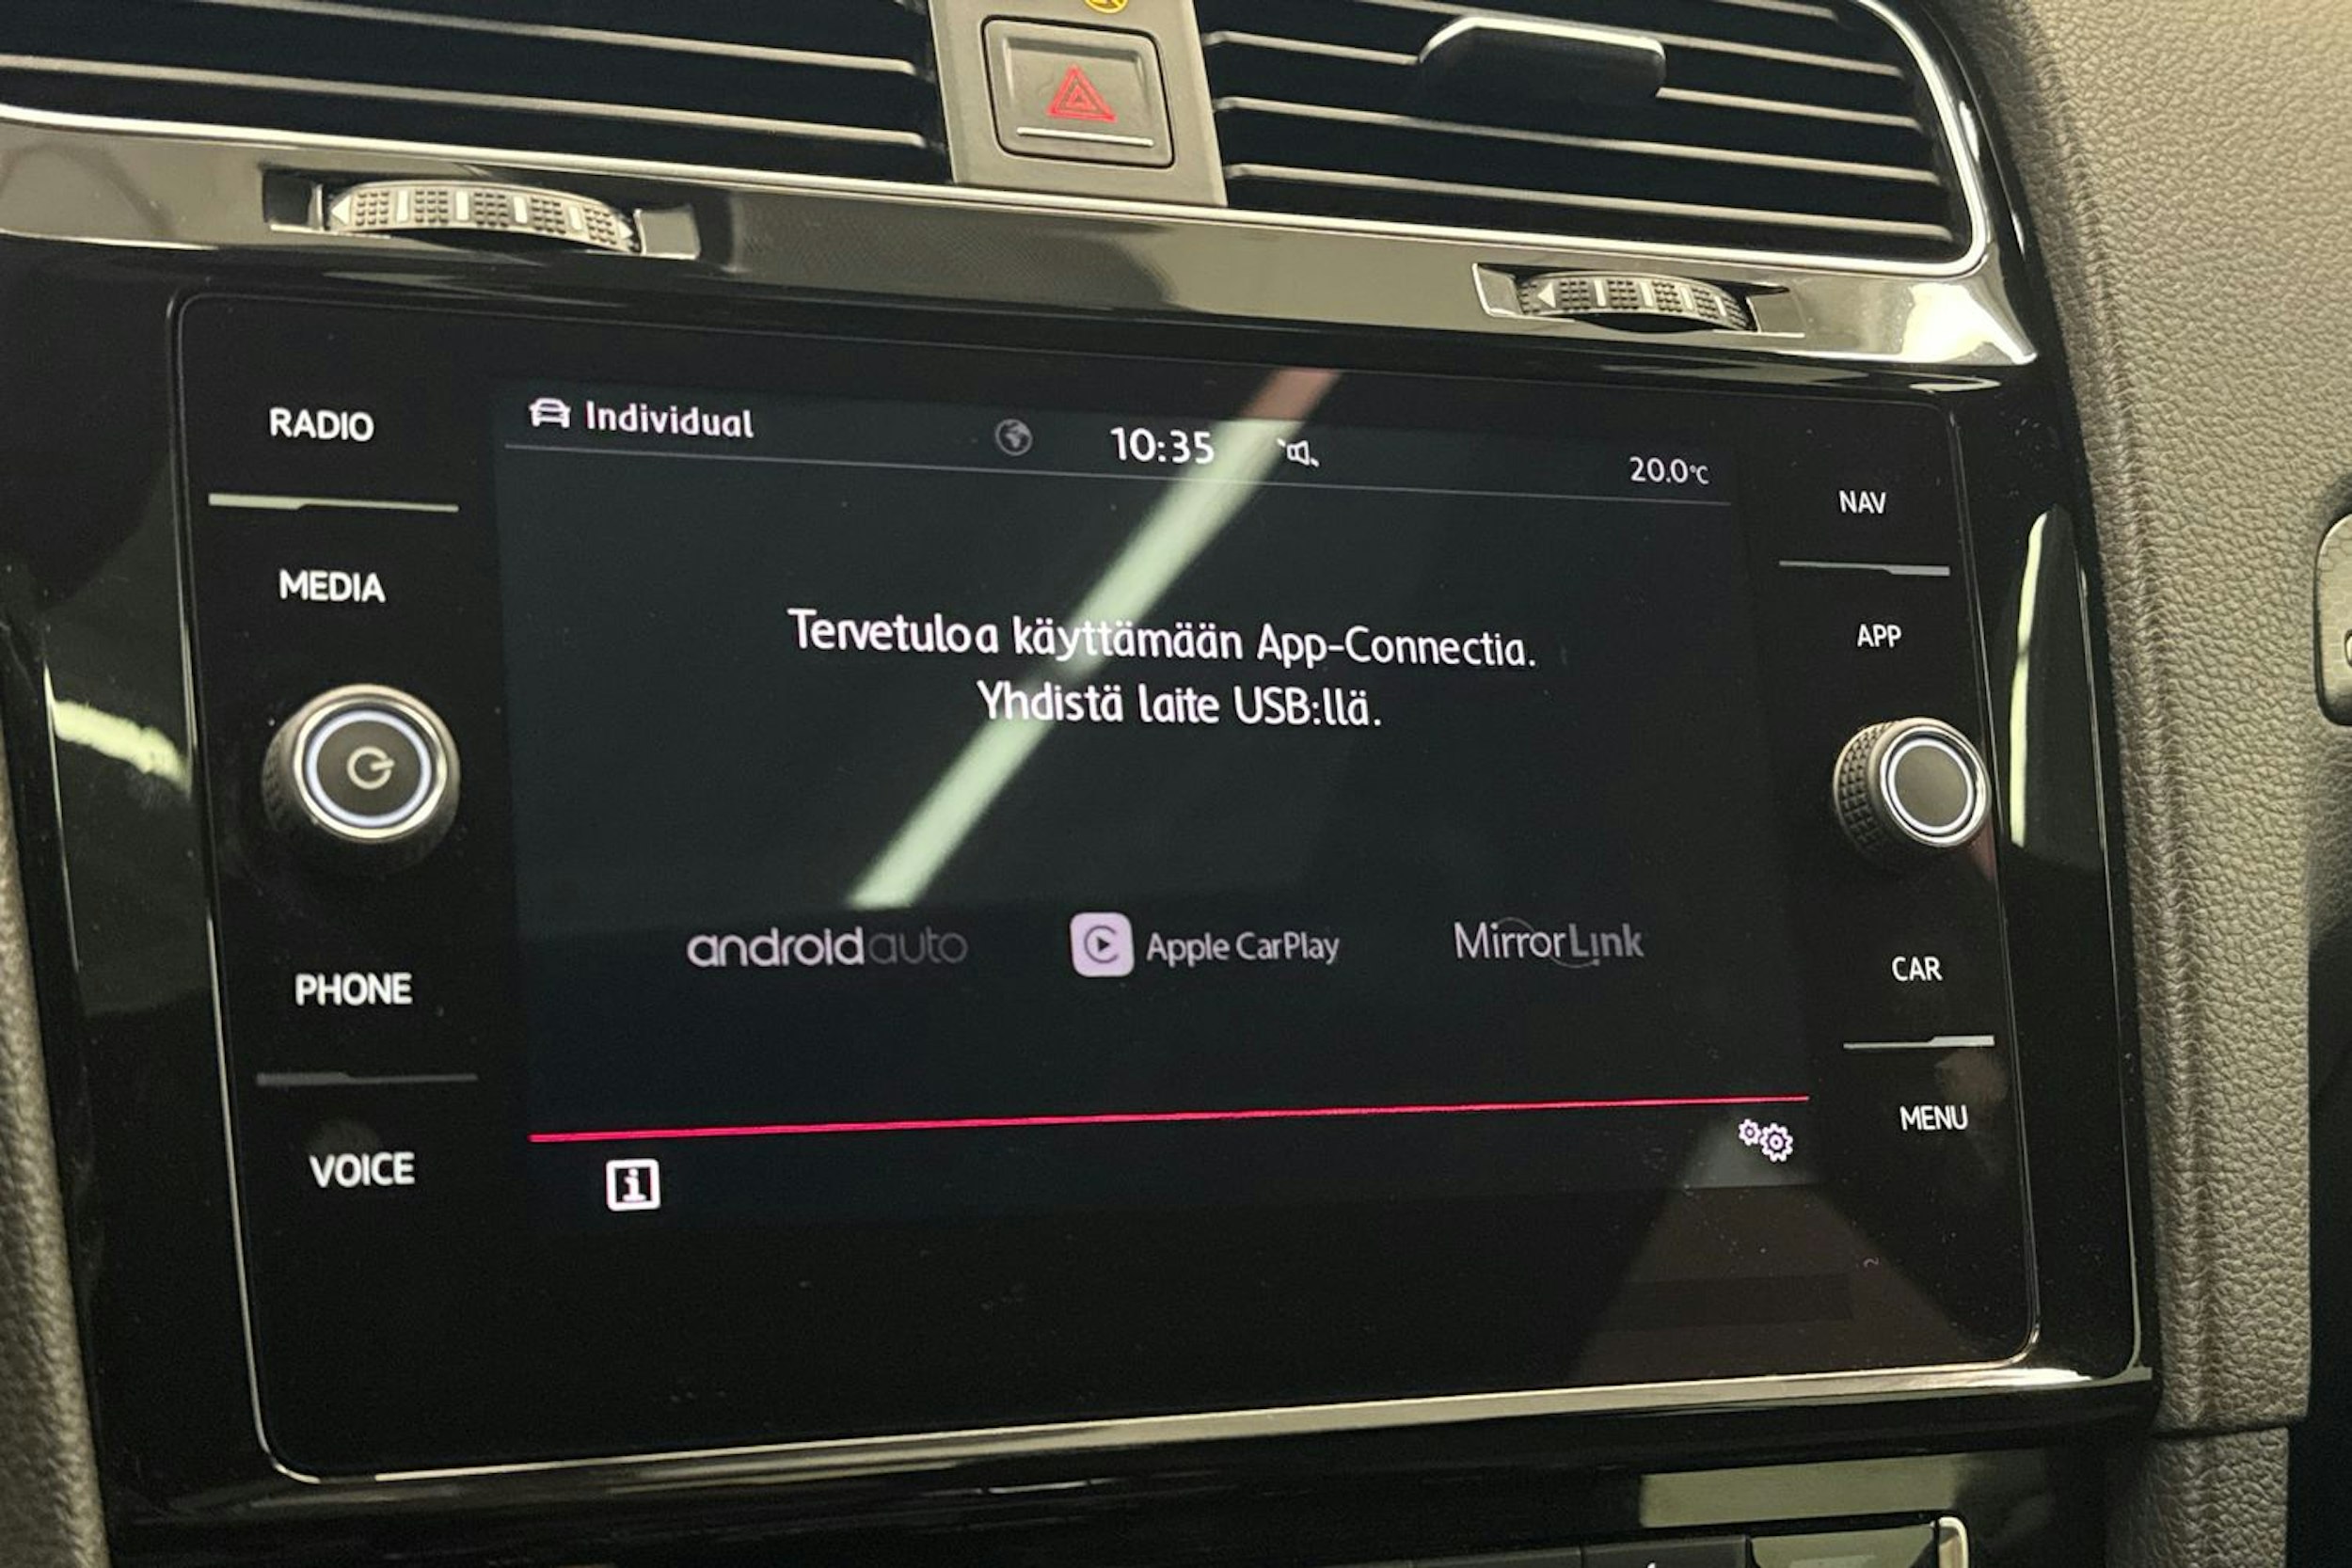 RADIO
MEDIA
PHONE
VOICE
Individual
10:35
20.0°C
Tervetuloa käyttämään App-Connectia.
Yhdistä laite USB:llä.
androidauto
Apple CarPlay
MirrorLink
i
NAV
APP
CAR
MENU